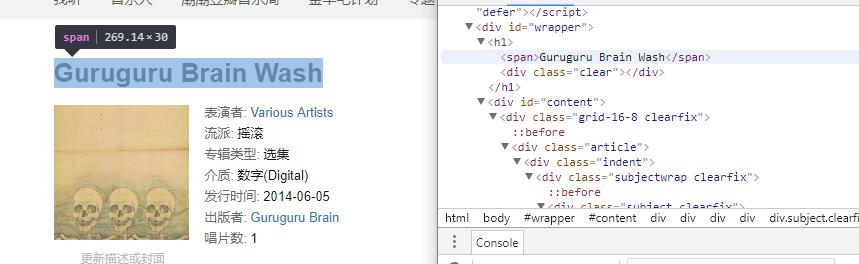 span 269.14 × 30
Guruguru Brain Wash
表演者: Various Artists
流派: 摇滚
专辑类型: 选集
介质: 数字(Digital)
发行时间: 2014-06-05
出版者: Guruguru Brain
唱片数: 1
更新描述或封面
"defer"></script>
▼<div id="wrapper">
▼<h1>
<span>Guruguru Brain Wash</span>
<div class="clear"></div>
</h1>
▼<div id="content">
▼<div class="grid-16-8 clearfix">
::before
▼<div class="article">
▼<div class="indent">
▼<div class="subjectwrap clearfix">
::before
▼<div class="subject clearfix">
html body #wrapper #content div div div div div.subject.clearfi
Console